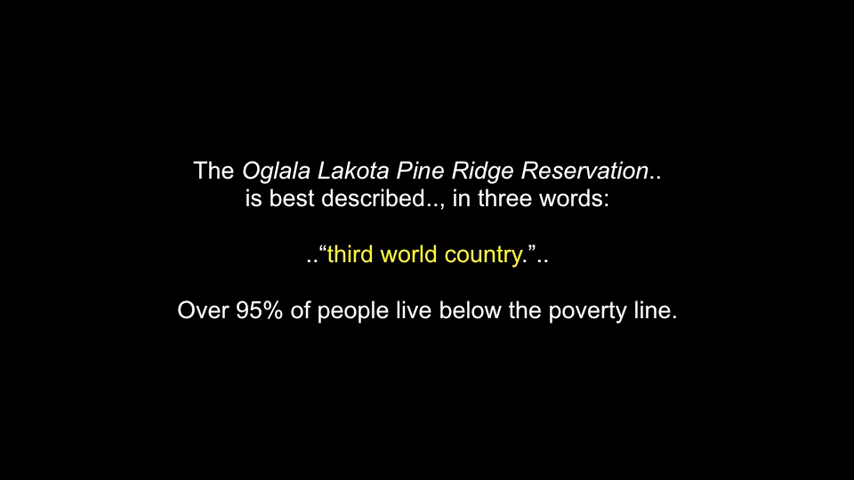 The Oglala Lakota Pine Ridge Reservation..
is best described.., in three words:
..“third world country.”..
Over 95% of people live below the poverty line.